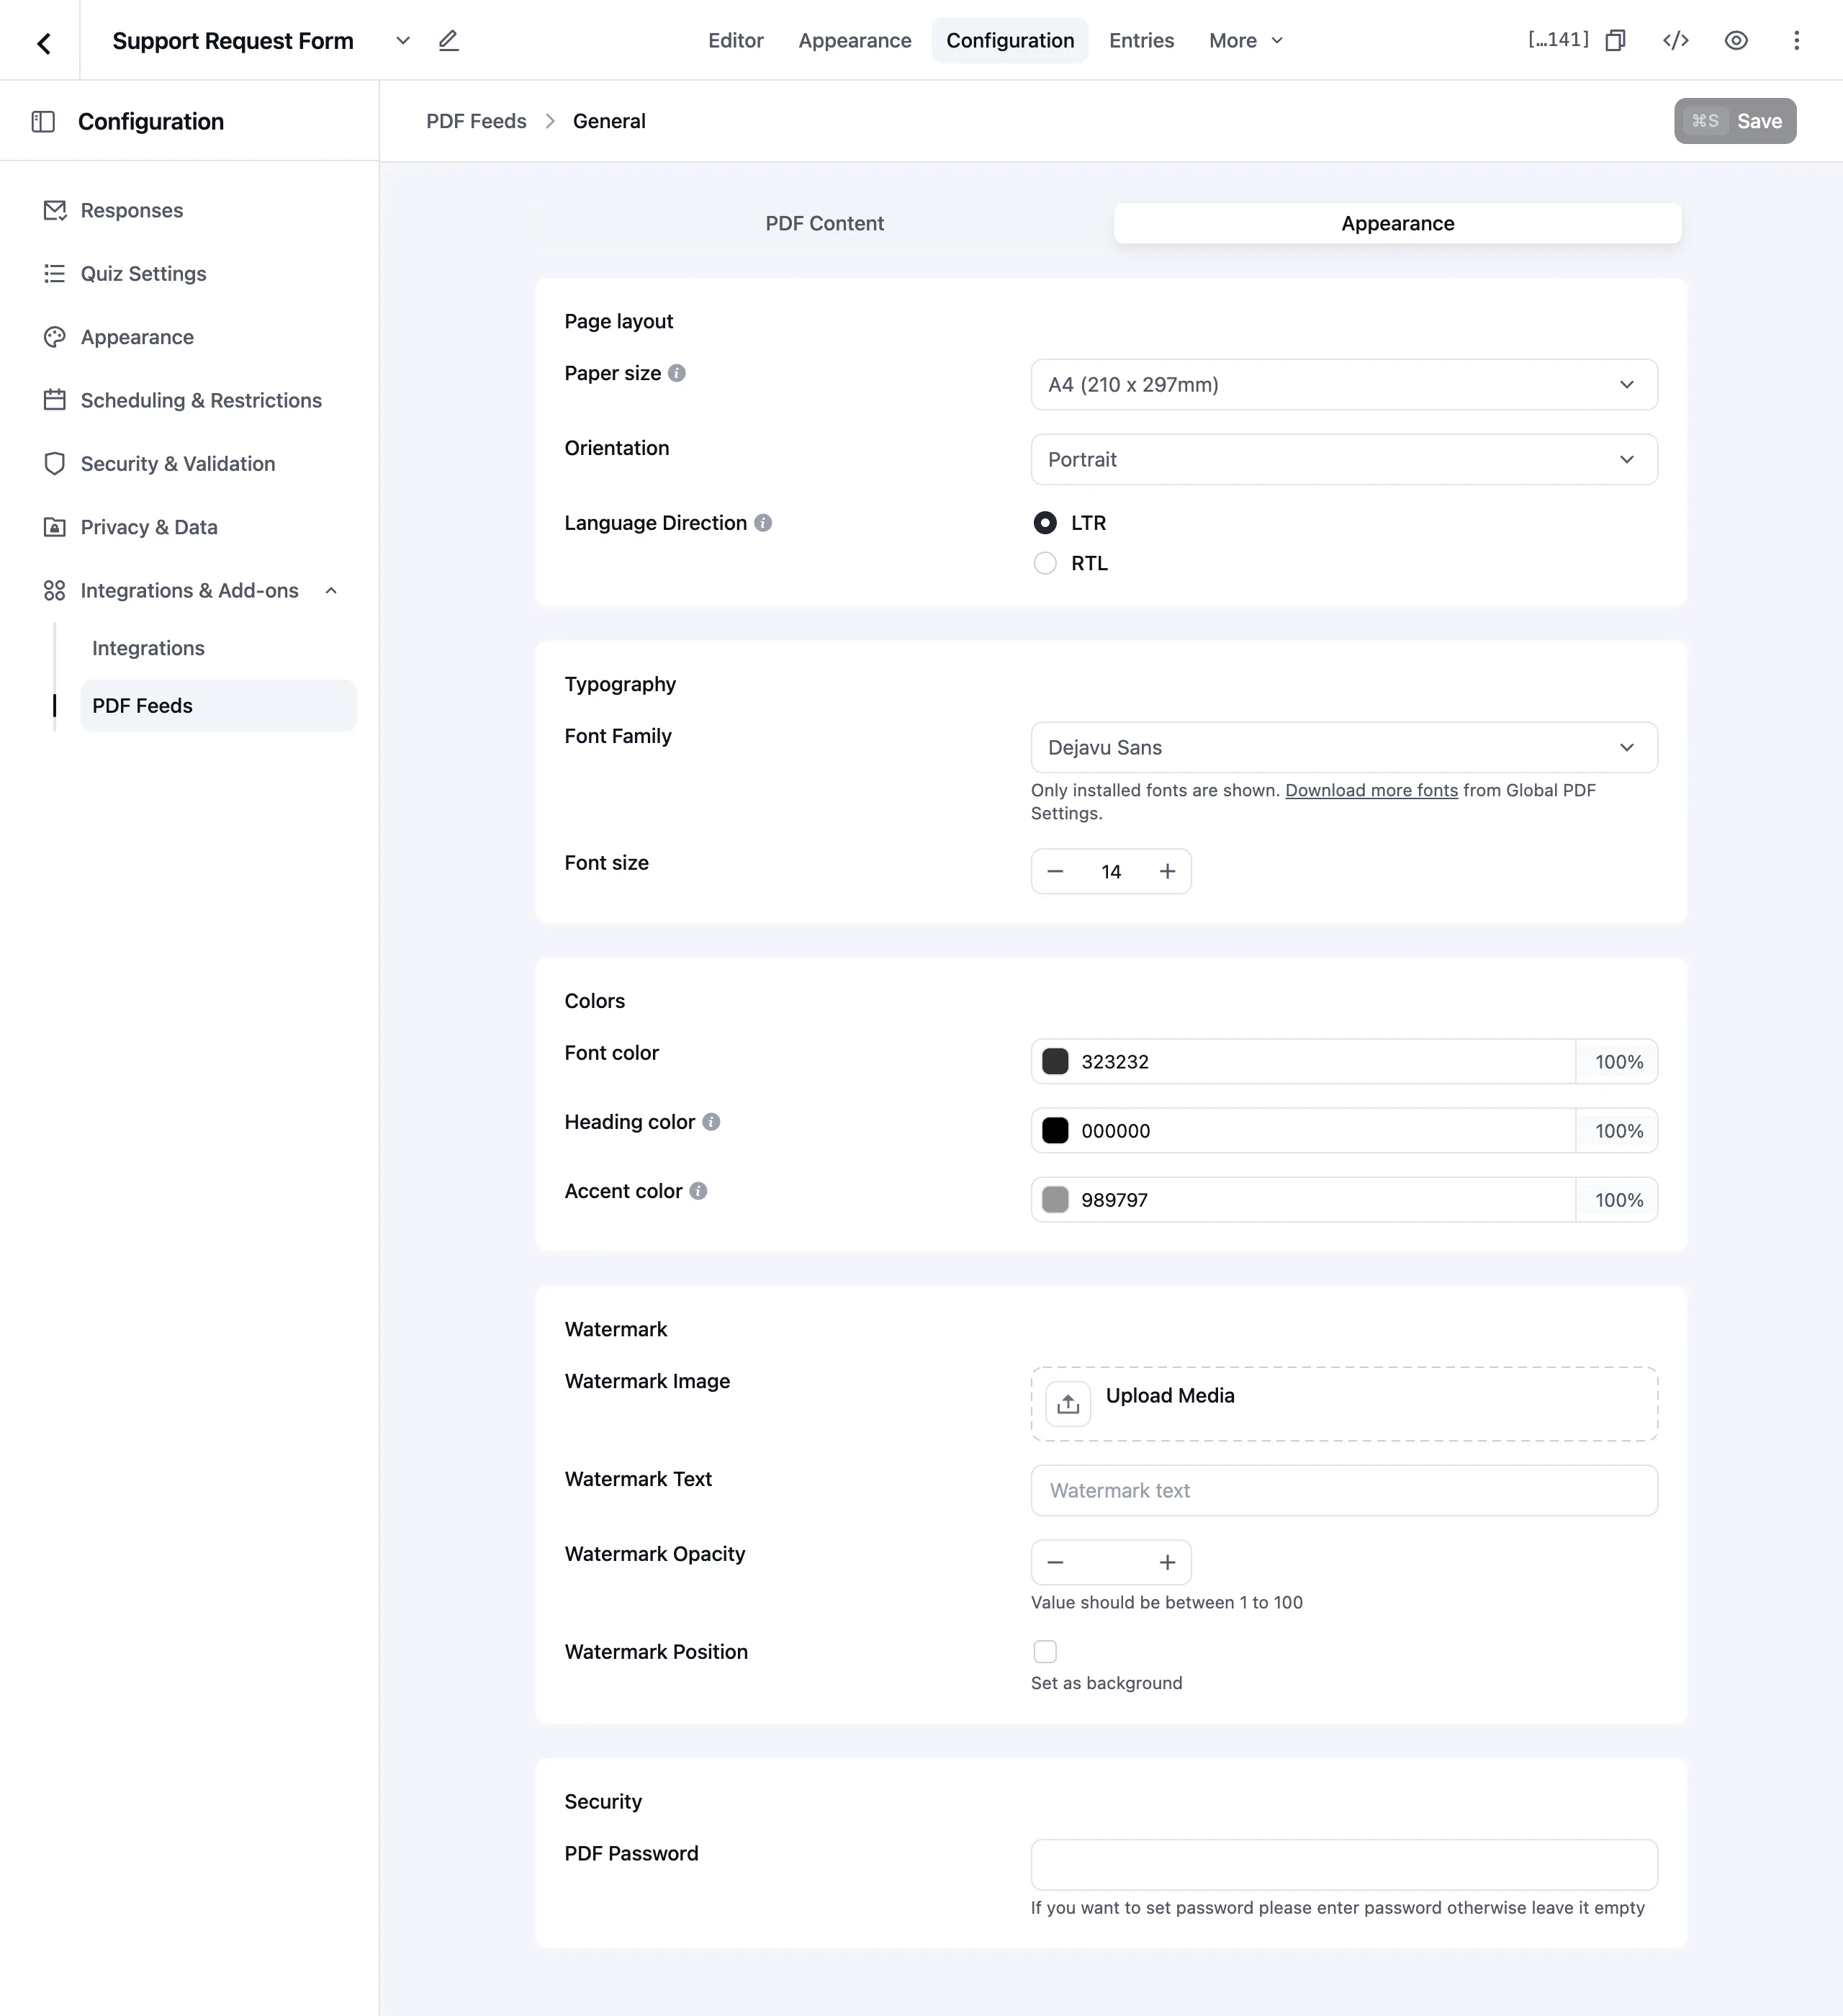 Support Request Form
Editor
Appearance
Configuration
Entries
More
[...141]
</>
Configuration
PDF Feeds > General
⌘S Save
Responses
Quiz Settings
Appearance
Scheduling & Restrictions
Security & Validation
Privacy & Data
Integrations & Add-ons
Integrations
PDF Feeds
PDF Content
Appearance
Page layout
Paper size
A4 (210 x 297mm)
Orientation
Portrait
Language Direction
LTR
RTL
Typography
Font Family
Dejavu Sans
Only installed fonts are shown. Download more fonts from Global PDF
Settings.
Font size
14
Colors
Font color
323232
100%
Heading color
000000
100%
Accent color
989797
100%
Watermark
Watermark Image
Upload Media
Watermark Text
Watermark text
Watermark Opacity
Value should be between 1 to 100
Watermark Position
Set as background
Security
PDF Password
If you want to set password please enter password otherwise leave it empty